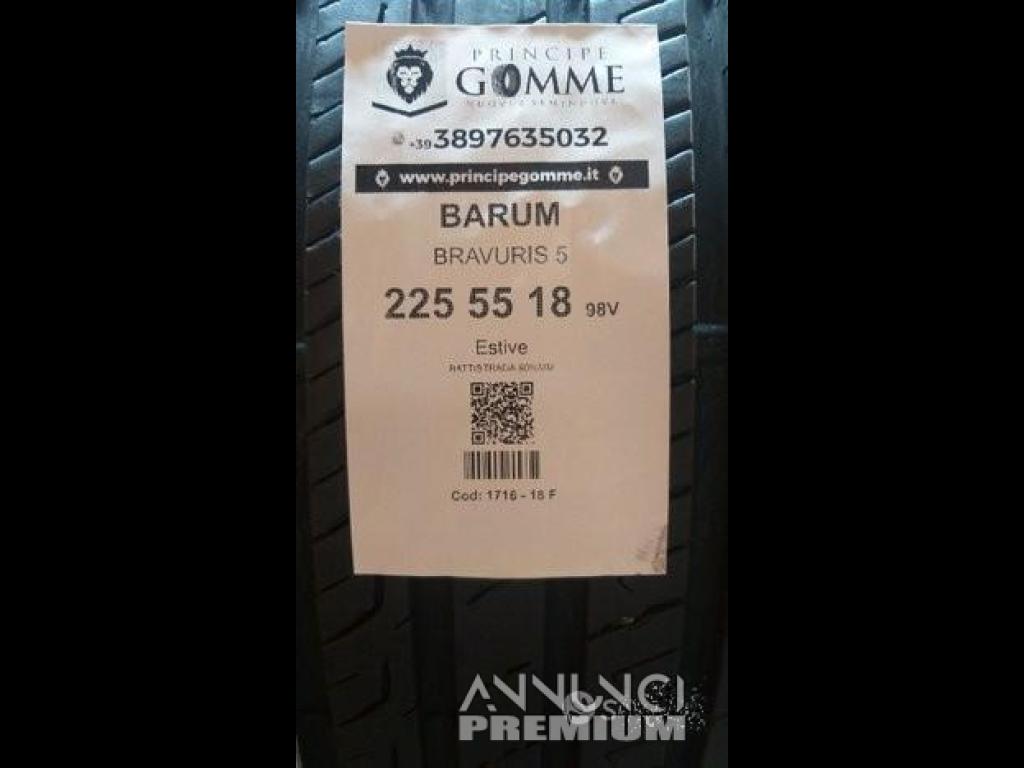 PRINCIPE
GOMME
+39 3897635032
www.principegomme.it
BARUM
BRAVURIS 5
225 55 18 98V
Estive
BATTISTRADA
Cod: 1716 - 18 F
ANNUNCI
PREMIUM